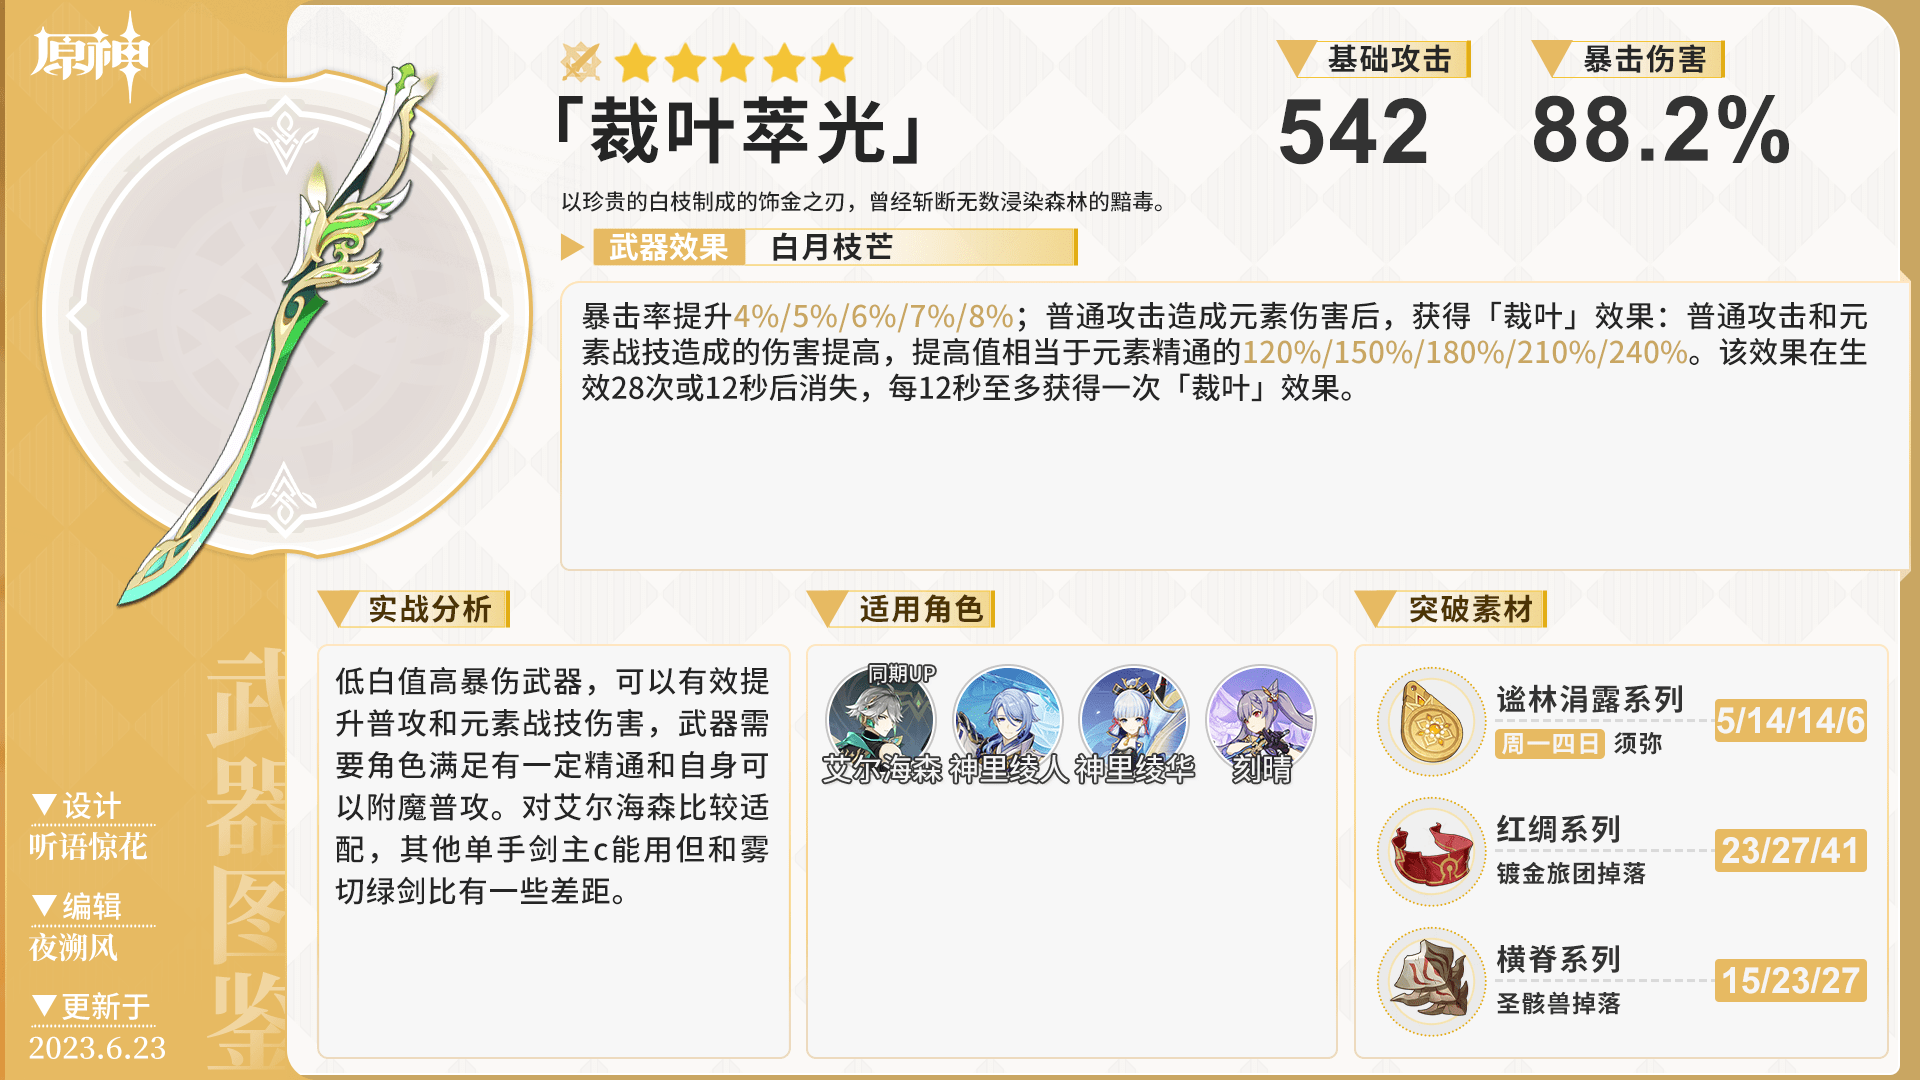 原神
「裁叶萃光」
以珍贵的白枝制成的饰金之刃，曾经斩断无数浸染森林的黯毒。
基础攻击
542
暴击伤害
88.2%
武器效果
白月枝芒
暴击率提升4%/5%/6%/7%/8%；普通攻击造成元素伤害后，获得「裁叶」效果：普通攻击和元
素战技造成的伤害提高，提高值相当于元素精通的120%/150%/180%/210%/240%。该效果在生
效28次或12秒后消失，每12秒至多获得一次「裁叶」效果。
实战分析
低白值高暴伤武器，可以有效提
升普攻和元素战技伤害，武器需
要角色满足有一定精通和自身可
以附魔普攻。对艾尔海森比较适
配，其他单手剑主c能用但和雾
切绿剑比有一些差距。
适用角色
同期UP
艾尔海森
神里绫人
神里绫华
刻晴
突破素材
谧林涓露系列
周一四日 须弥
5/14/14/6
红绸系列
镀金旅团掉落
23/27/41
横脊系列
圣骸兽掉落
15/23/27
武器图鉴
▼设计
听语惊花
▼编辑
夜溯风
▼更新于
2023.6.23